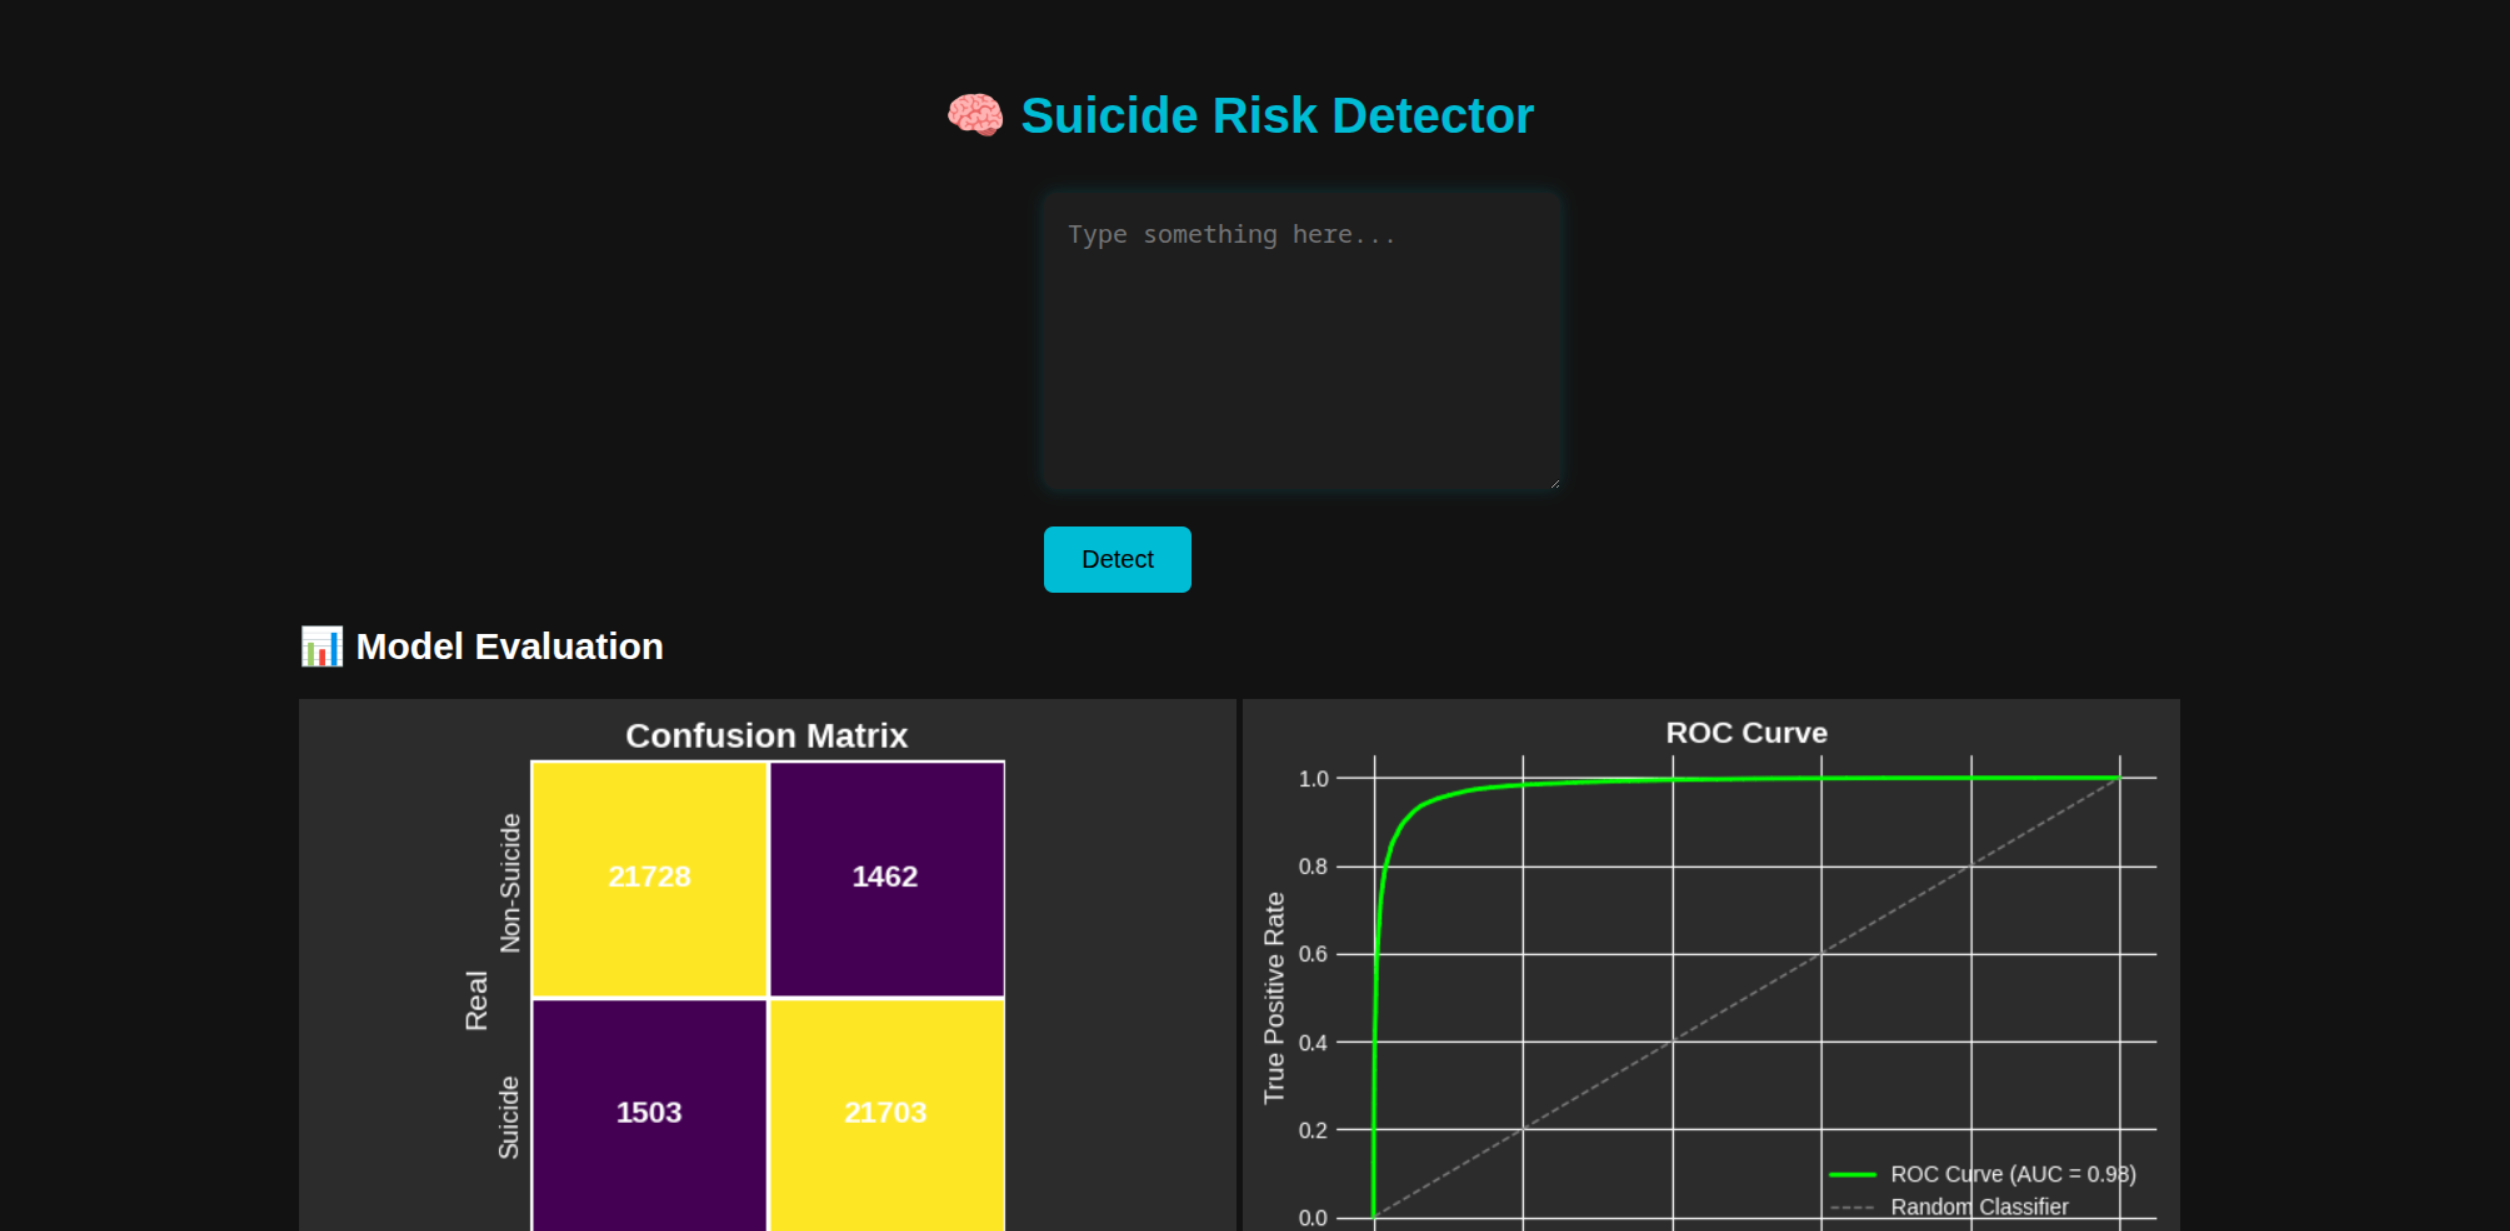 🧠 Suicide Risk Detector
Type something here...
Detect
📊 Model Evaluation
Confusion Matrix
Real
Non-Suicide
21728
1462
Suicide
1503
21703
ROC Curve
True Positive Rate
1.0
0.8
0.6
0.4
0.2
0.0
ROC Curve (AUC = 0.98)
Random Classifier